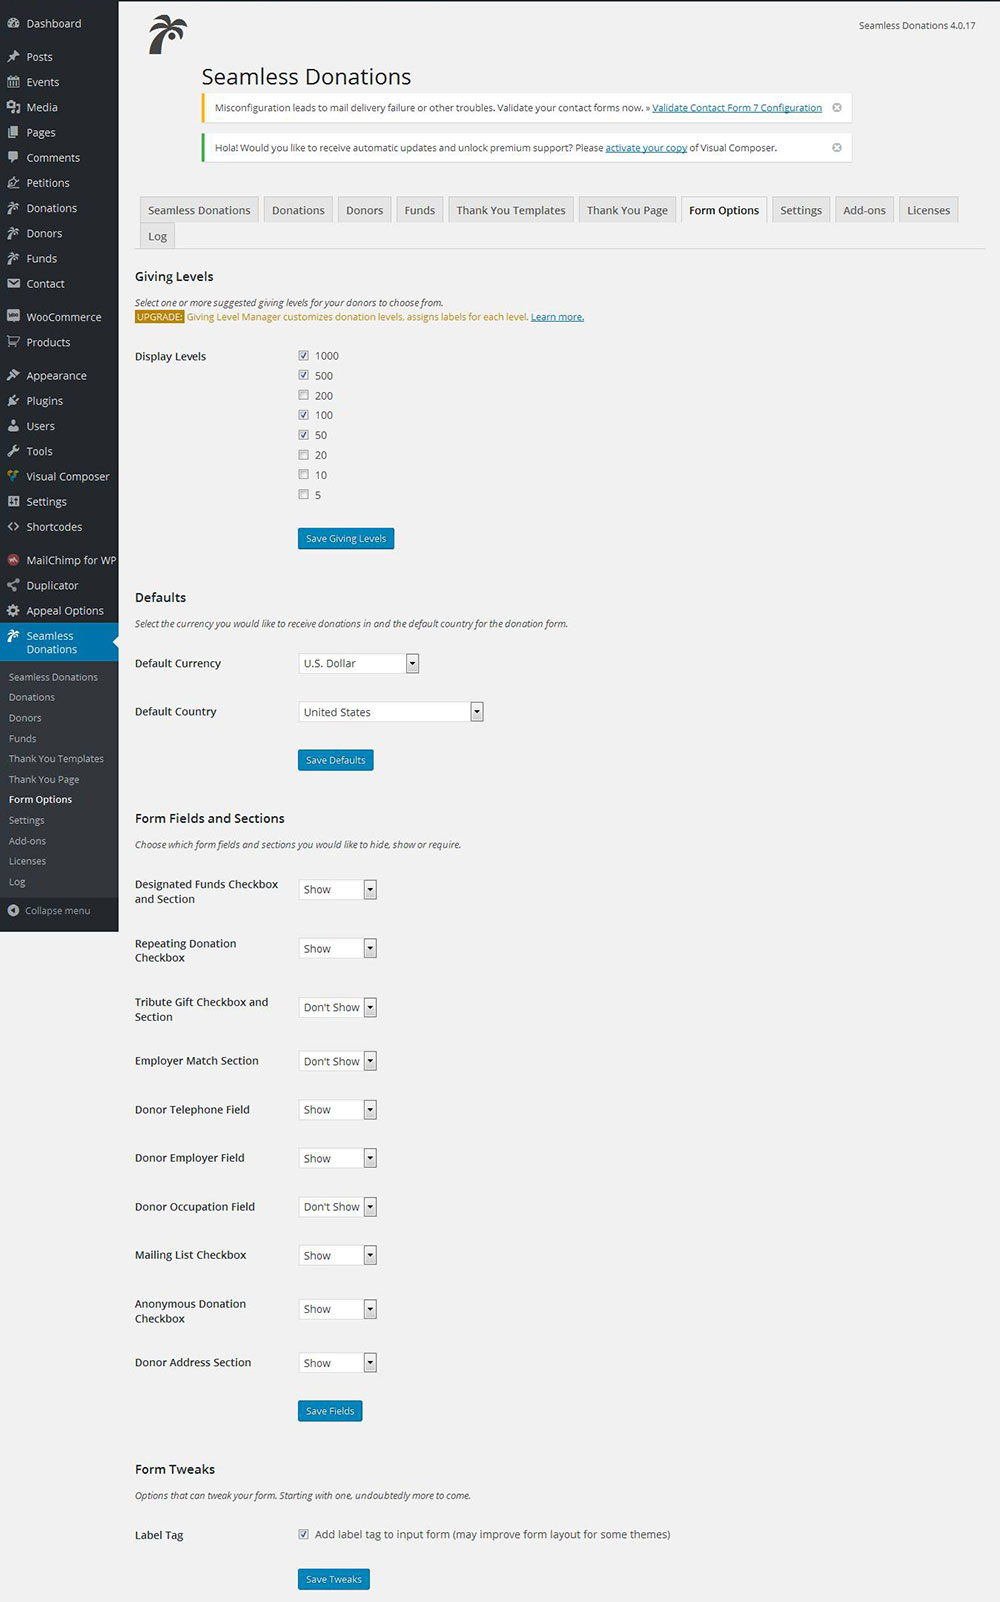 Dashboard
Posts
Events
Media
Pages
Comments
Petitions
Donations
Donors
Funds
Contact
WooCommerce
Products
Appearance
Plugins
Users
Tools
Visual Composer
Settings
Shortcodes
MailChimp for WP
Duplicator
Appeal Options
Seamless
Donations
Seamless Donations
Donations
Donors
Funds
Thank You Templates
Thank You Page
Form Options
Settings
Add-ons
Licenses
Log
Collapse menu
Seamless Donations 4.0.17
Seamless Donations
Misconfiguration leads to mail delivery failure or other troubles. Validate your contact forms now. » Validate Contact Form 7 Configuration
Hola! Would you like to receive automatic updates and unlock premium support? Please activate your copy of Visual Composer.
Seamless Donations Donations Donors Funds Thank You Templates Thank You Page Form Options Settings Add-ons Licenses
Log
Giving Levels
Select one or more suggested giving levels for your donors to choose from.
UPGRADE: Giving Level Manager customizes donation levels, assigns labels for each level. Learn more.
Display Levels 1000
500
200
100
50
20
10
5
Save Giving Levels
Defaults
Select the currency you would like to receive donations in and the default country for the donation form.
Default Currency U.S. Dollar
Default Country United States
Save Defaults
Form Fields and Sections
Choose which form fields and sections you would like to hide, show or require.
Designated Funds Checkbox
and Section Show
Repeating Donation
Checkbox Show
Tribute Gift Checkbox and
Section Don't Show
Employer Match Section Don't Show
Donor Telephone Field Show
Donor Employer Field Show
Donor Occupation Field Don't Show
Mailing List Checkbox Show
Anonymous Donation
Checkbox Show
Donor Address Section Show
Save Fields
Form Tweaks
Options that can tweak your form. Starting with one, undoubtedly more to come.
Label Tag Add label tag to input form (may improve form layout for some themes)
Save Tweaks